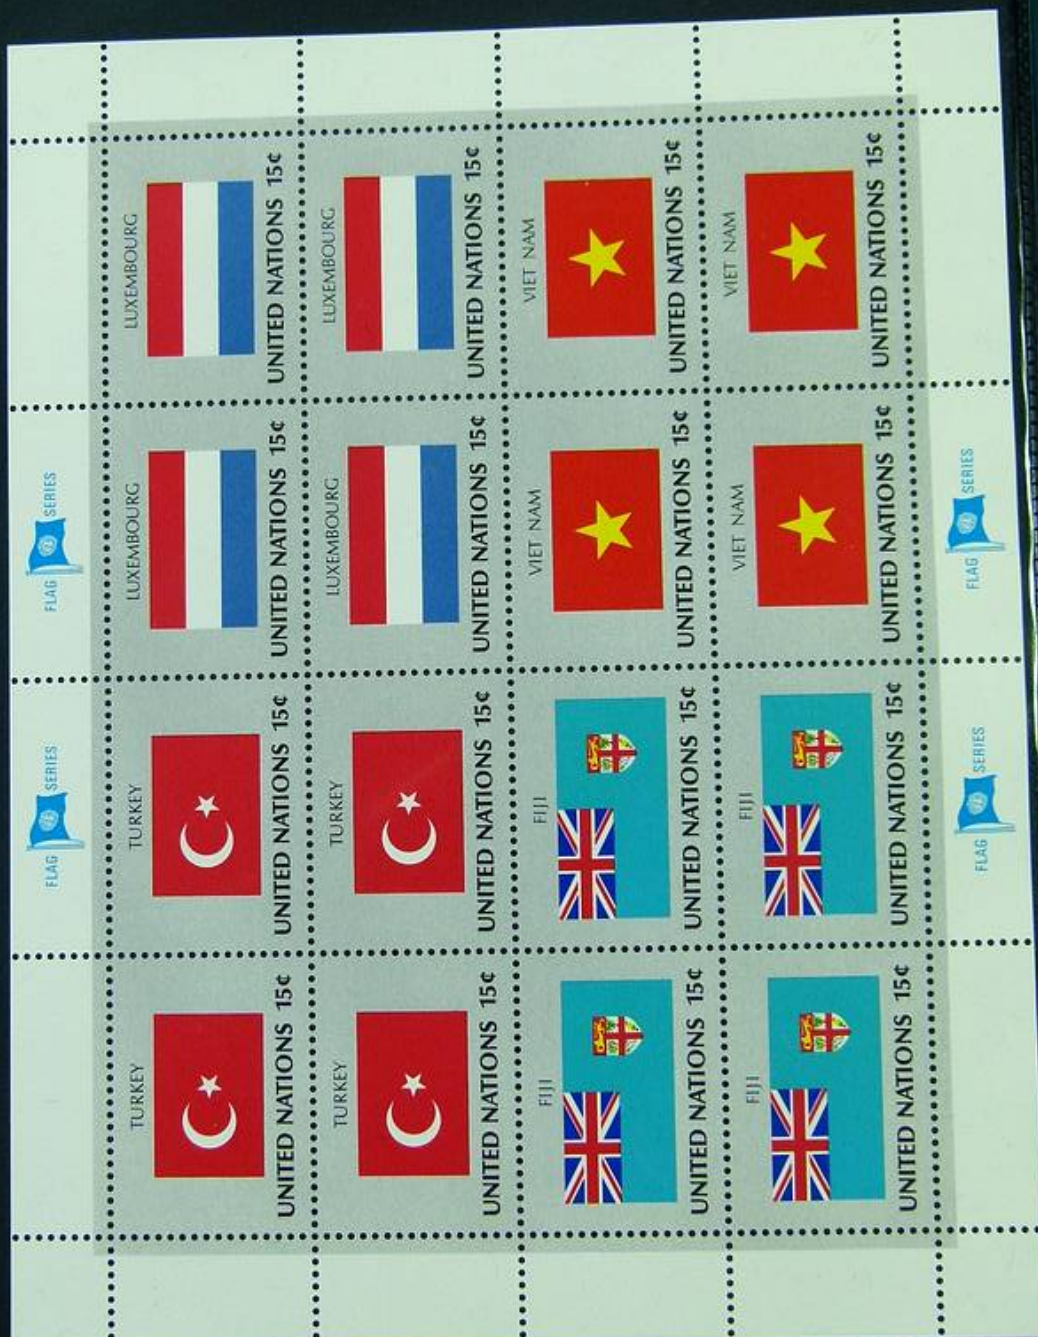 FLAG SERIES
FLAG SERIES
TURKEY
UNITED NATIONS 15¢
TURKEY
UNITED NATIONS 15¢
LUXEMBOURG
UNITED NATIONS 15¢
LUXEMBOURG
UNITED NATIONS 15¢
TURKEY
UNITED NATIONS 15¢
TURKEY
UNITED NATIONS 15¢
LUXEMBOURG
UNITED NATIONS 15¢
LUXEMBOURG
UNITED NATIONS 15¢
FIJI
UNITED NATIONS 15¢
FIJI
UNITED NATIONS 15¢
VIET NAM
UNITED NATIONS 15¢
VIET NAM
UNITED NATIONS 15¢
FIJI
UNITED NATIONS 15¢
FIJI
UNITED NATIONS 15¢
VIET NAM
UNITED NATIONS 15¢
VIET NAM
UNITED NATIONS 15¢
FLAG SERIES
FLAG SERIES